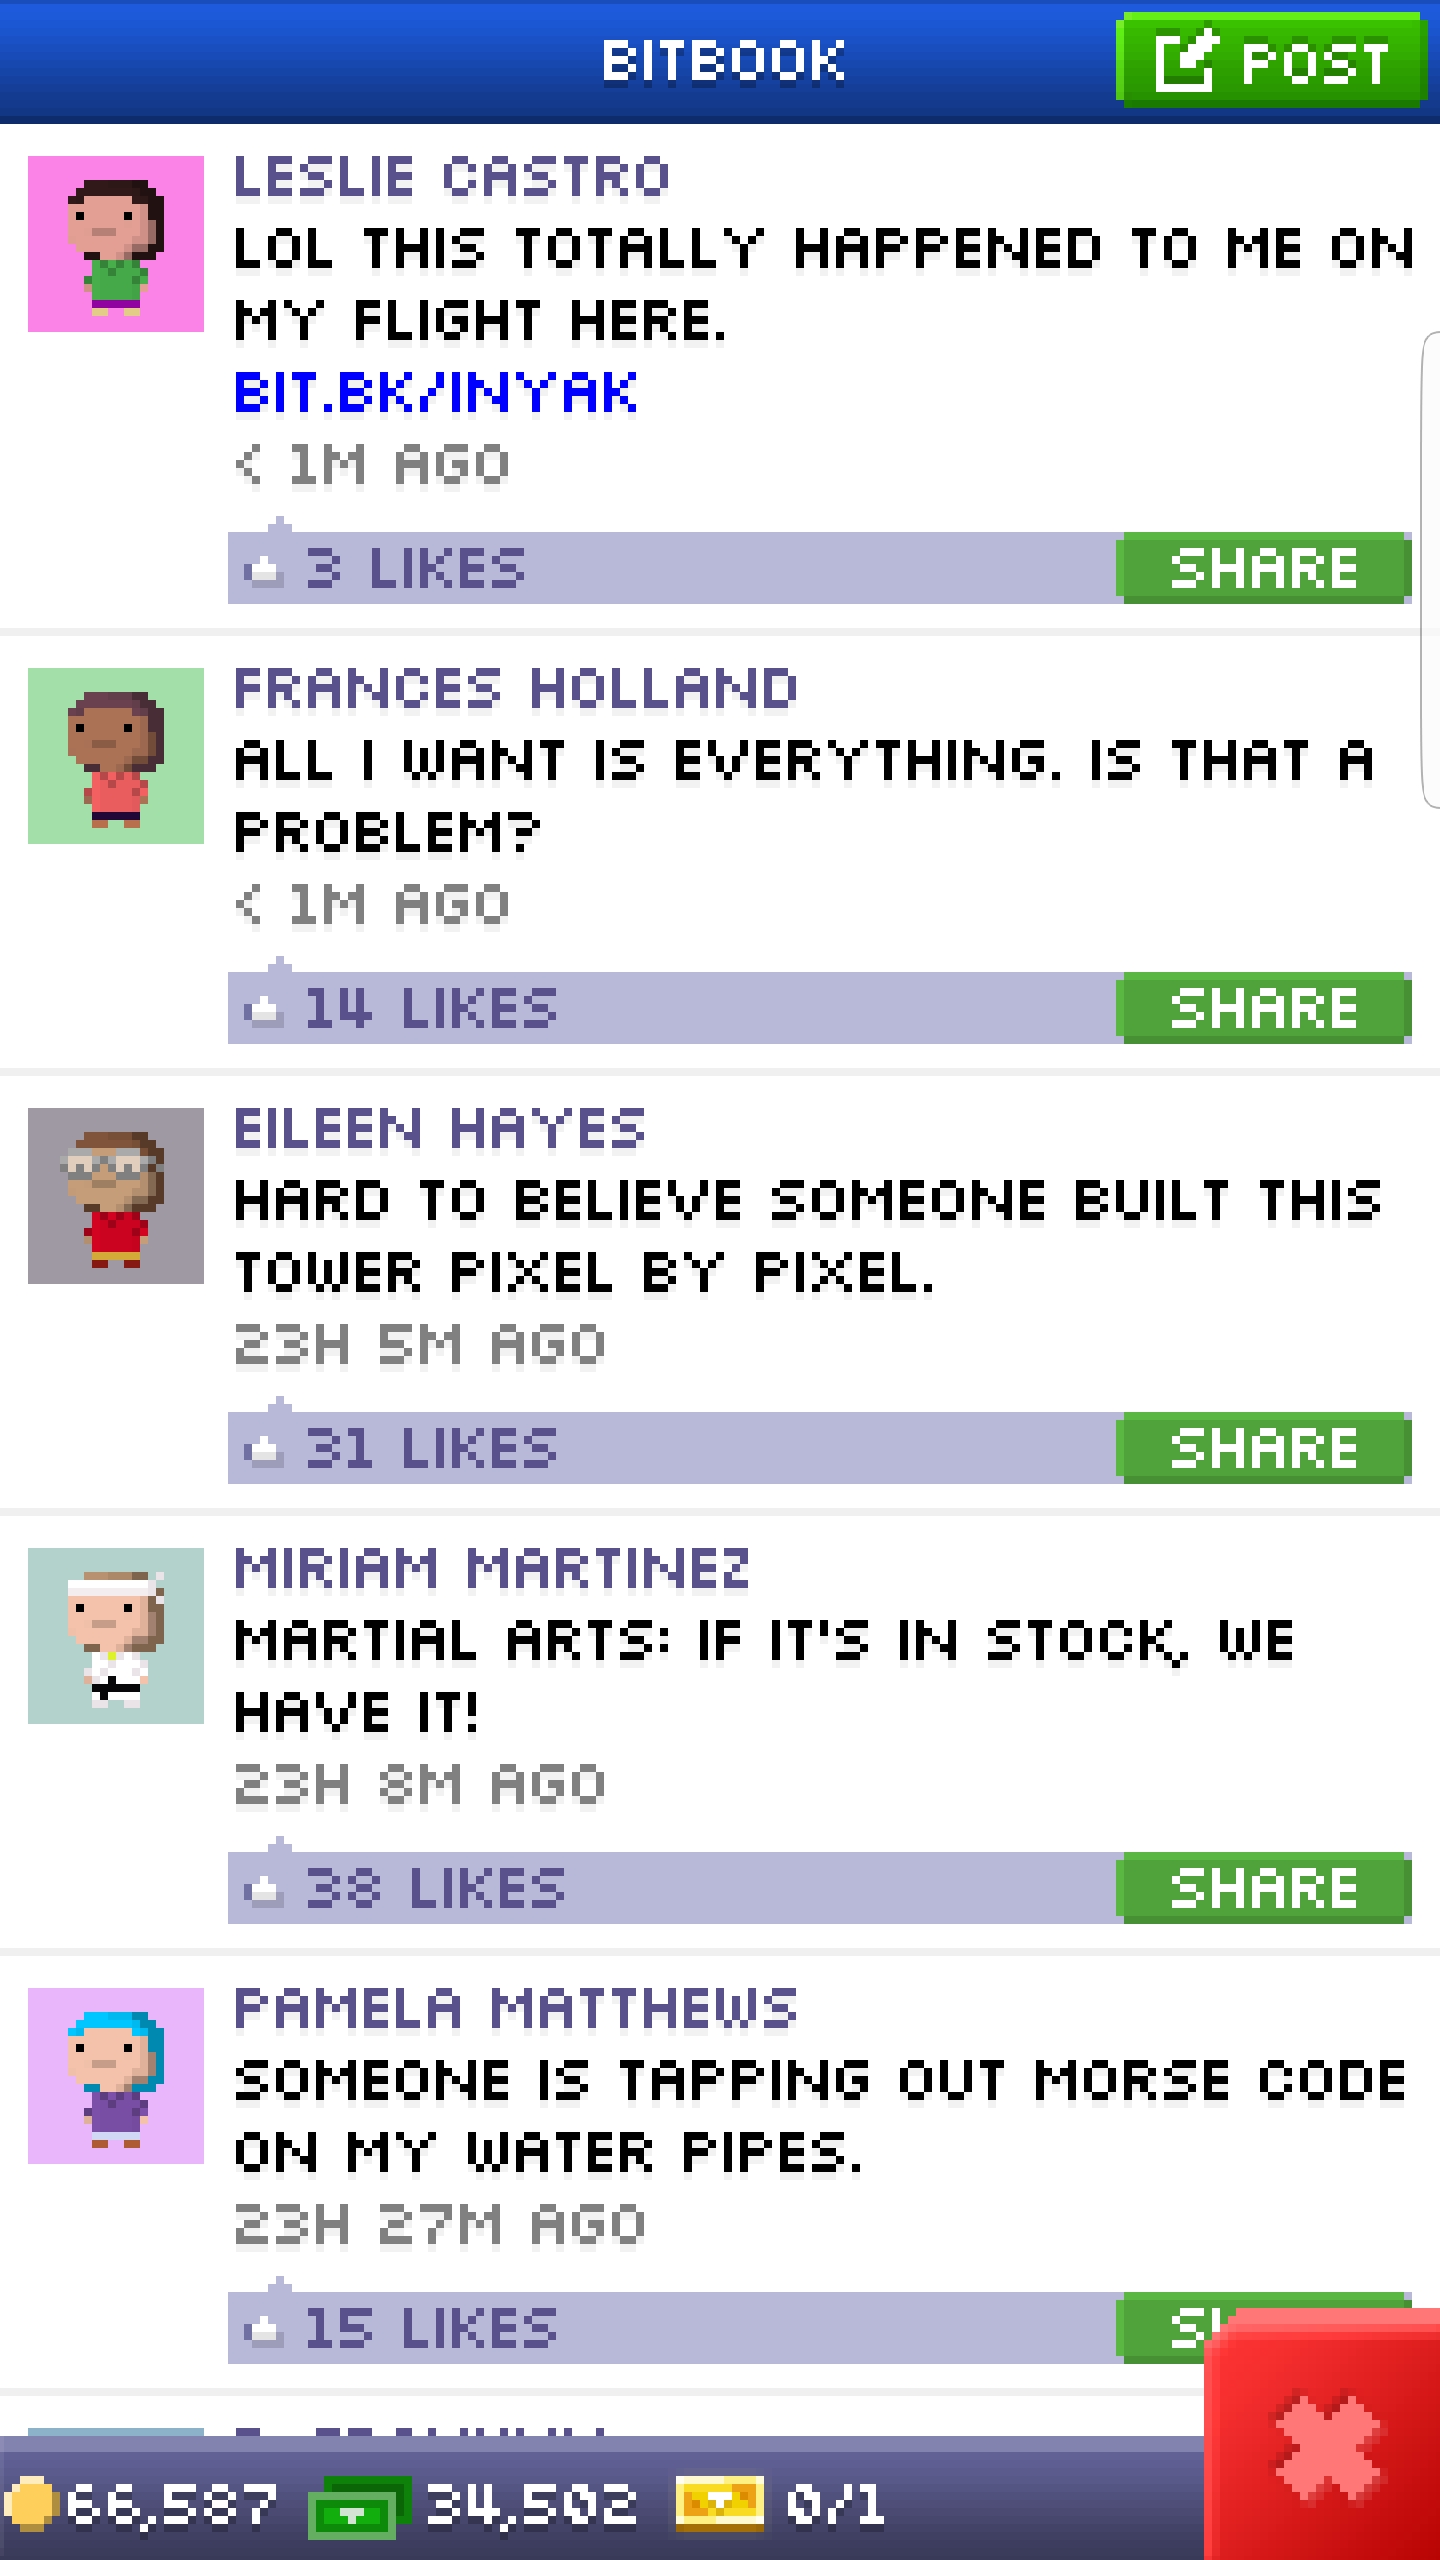 BITBOOK
POST
LESLIE CASTRO
LOL THIS TOTALLY HAPPENED TO ME ON
MY FLIGHT HERE.
BIT.BK/INYAK
< 1M AGO
3 LIKES
SHARE
FRANCES HOLLAND
ALL I WANT IS EVERYTHING. IS THAT A
PROBLEM?
< 1M AGO
14 LIKES
SHARE
EILEEN HAYES
HARD TO BELIEVE SOMEONE BUILT THIS
TOWER PIXEL BY PIXEL.
23H 5M AGO
31 LIKES
SHARE
MIRIAM MARTINEZ
MARTIAL ARTS: IF IT'S IN STOCK, WE
HAVE IT!
23H 8M AGO
38 LIKES
SHARE
PAMELA MATTHEWS
SOMEONE IS TAPPING OUT MORSE CODE
ON MY WATER PIPES.
23H 27M AGO
15 LIKES
66,587
34,502
0/1